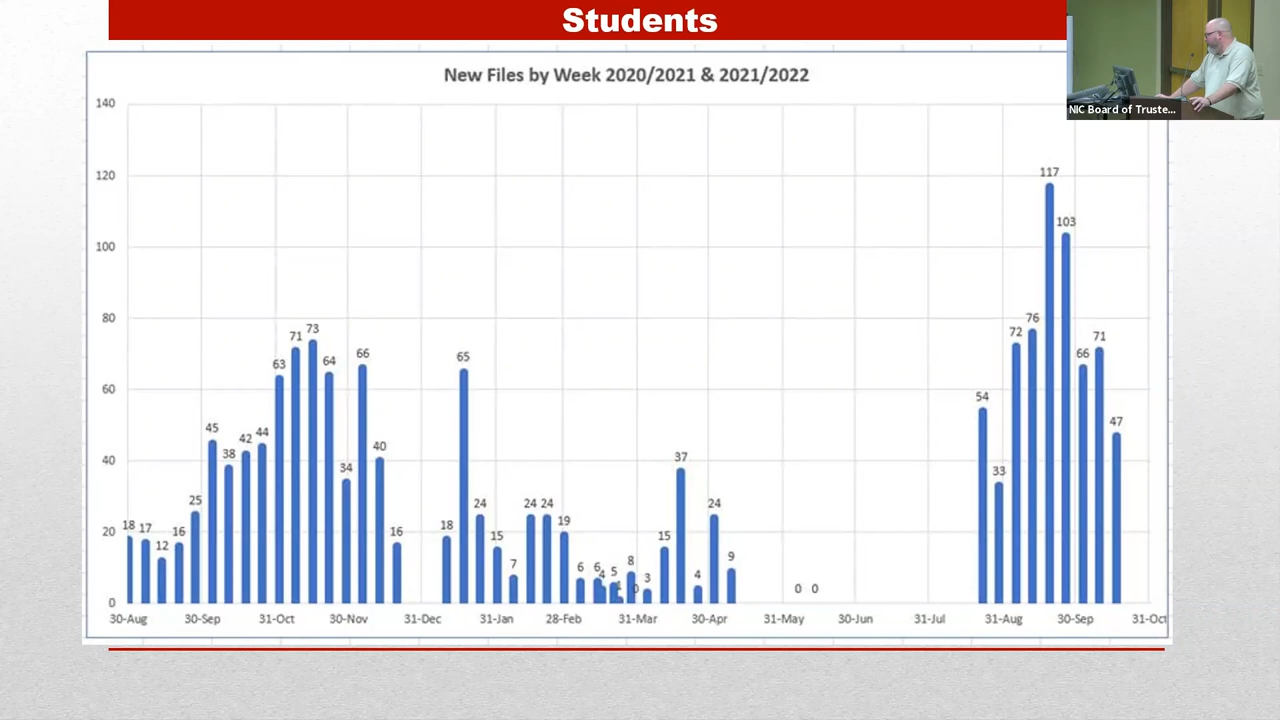 Students
NIC Board of Truste...
New Files by Week 2020/2021 & 2021/2022
140
120
100
80
60
40
20
0
18 17 12 16 25 45 38 42 44 63 71 73 64 34 66 40 16 18 65 24 15 7 24 24 19 6 6 4 5 1 8 0 3 15 37 4 24 9 0 0 54 33 72 76 117 103 66 71 47
30-Aug 30-Sep 31-Oct 30-Nov 31-Dec 31-Jan 28-Feb 31-Mar 30-Apr 31-May 30-Jun 31-Jul 31-Aug 30-Sep 31-Oct